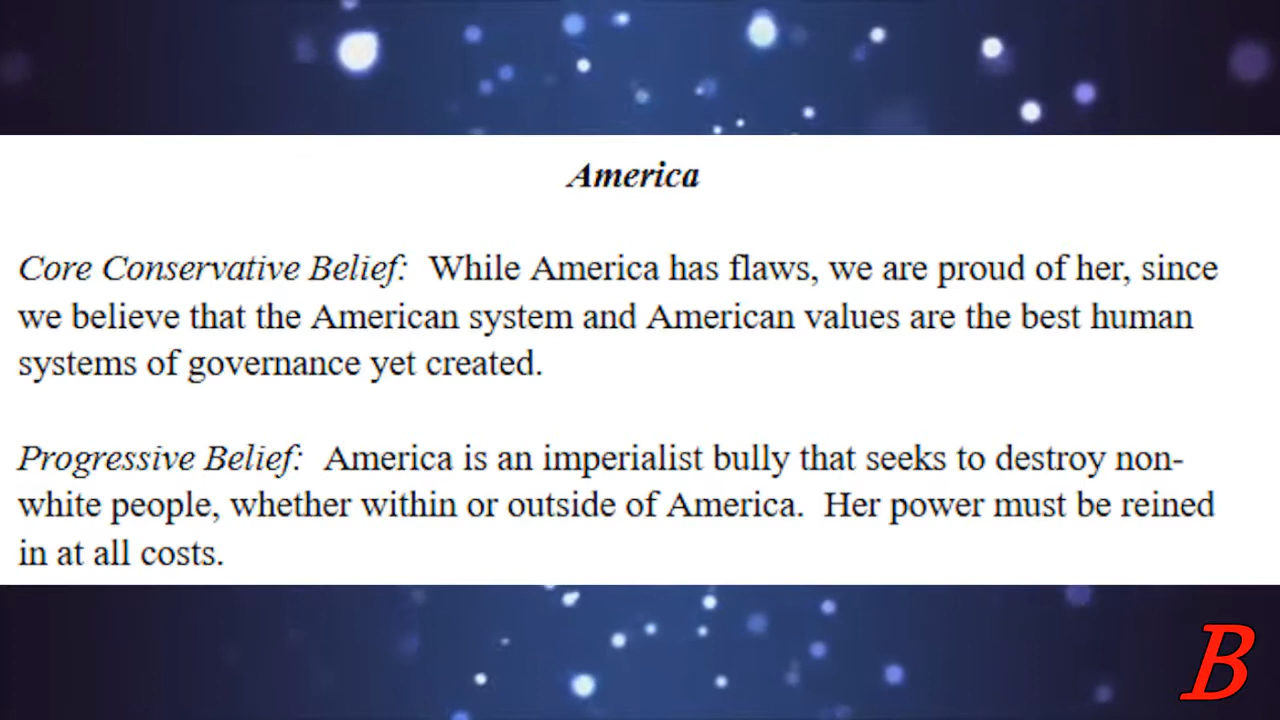 America
Core Conservative Belief:  While America has flaws, we are proud of her, since
we believe that the American system and American values are the best human
systems of governance yet created.
Progressive Belief:  America is an imperialist bully that seeks to destroy non-
white people, whether within or outside of America.  Her power must be reined
in at all costs.
B